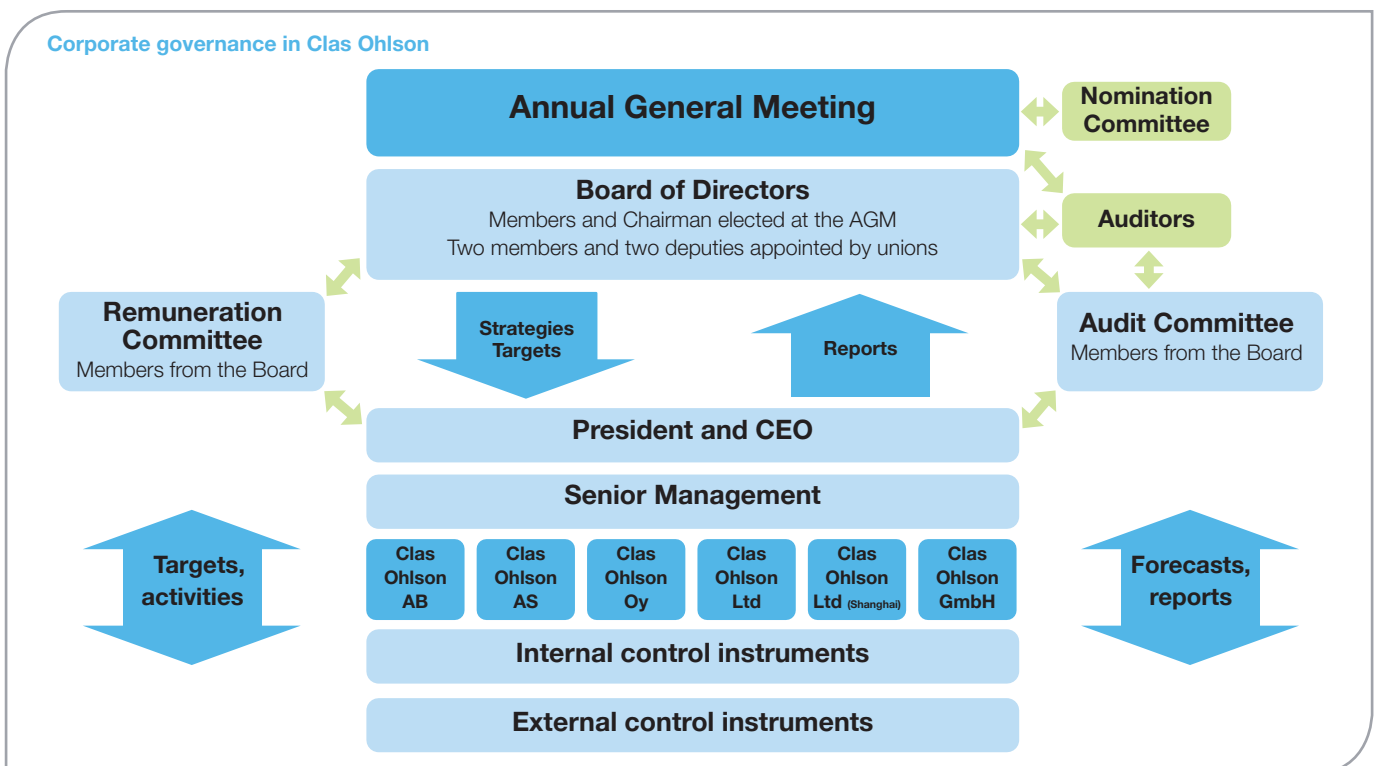 Corporate governance in Clas Ohlson
Annual General Meeting
Nomination
Committee
Board of Directors
Members and Chairman elected at the AGM
Two members and two deputies appointed by unions
Auditors
Remuneration
Committee
Members from the Board
Strategies
Targets
Reports
Audit Committee
Members from the Board
President and CEO
Senior Management
Targets,
activities
Clas
Ohlson
AB
Clas
Ohlson
AS
Clas
Ohlson
Oy
Clas
Ohlson
Ltd
Clas
Ohlson
Ltd (Shanghai)
Clas
Ohlson
GmbH
Forecasts,
reports
Internal control instruments
External control instruments